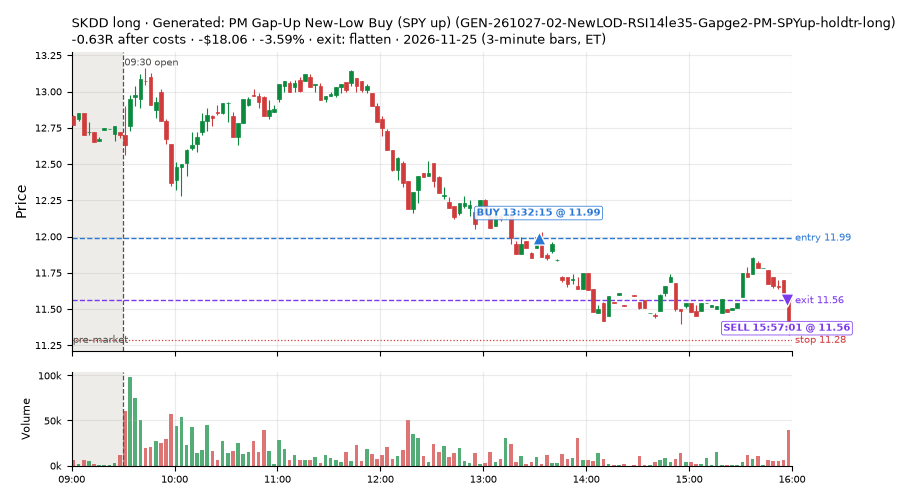 SKDD long · Generated: PM Gap-Up New-Low Buy (SPY up) (GEN-261027-02-NewLOD-RSI14le35-Gapge2-PM-SPYup-holdtr-long)
-0.63R after costs · -$18.06 · -3.59% · exit: flatten · 2026-11-25 (3-minute bars, ET)
13.25
09:30 open
13.00
12.75
12.50
12.25
BUY 13:32:15 @ 11.99
Price
12.00
entry 11.99
11.75
exit 11.56
11.50
SELL 15:57:01 @ 11.56
pre-market
stop 11.28
11.25
100k
Volume
50k
0k
09:00 10:00 11:00 12:00 13:00 14:00 15:00 16:00